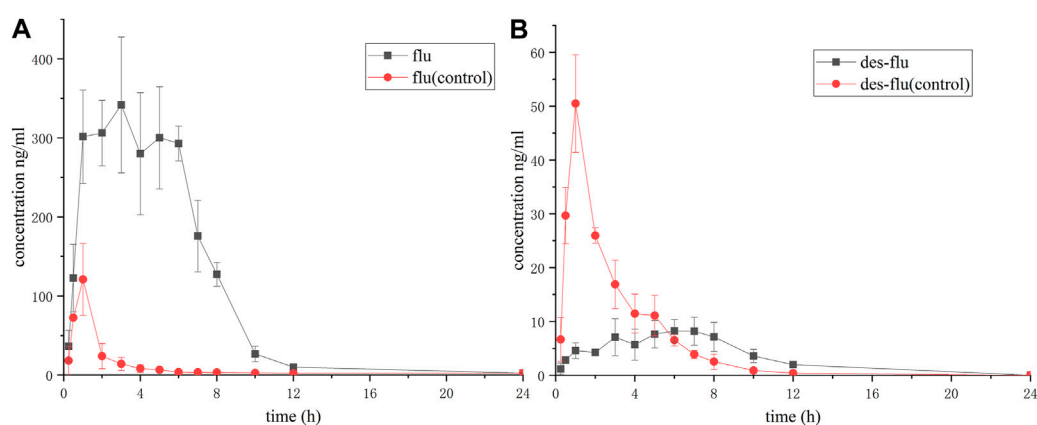 A
flu
flu(control)
400
300
200
100
0
concentration ng/ml
0 4 8 12 16 20 24
time (h)
B
des-flu
des-flu(control)
60
50
40
30
20
10
0
concentration ng/ml
0 4 8 12 16 20 24
time (h)